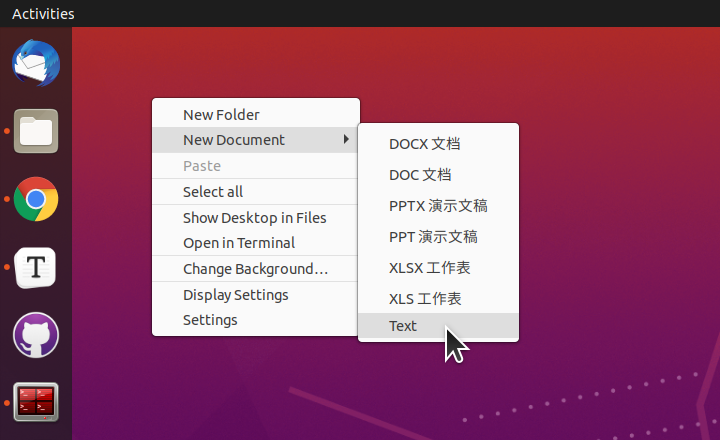 Activities
New Folder
New Document
Paste
Select all
Show Desktop in Files
Open in Terminal
Change Background…
Display Settings
Settings
DOCX 文档
DOC 文档
PPTX 演示文稿
PPT 演示文稿
XLSX 工作表
XLS 工作表
Text